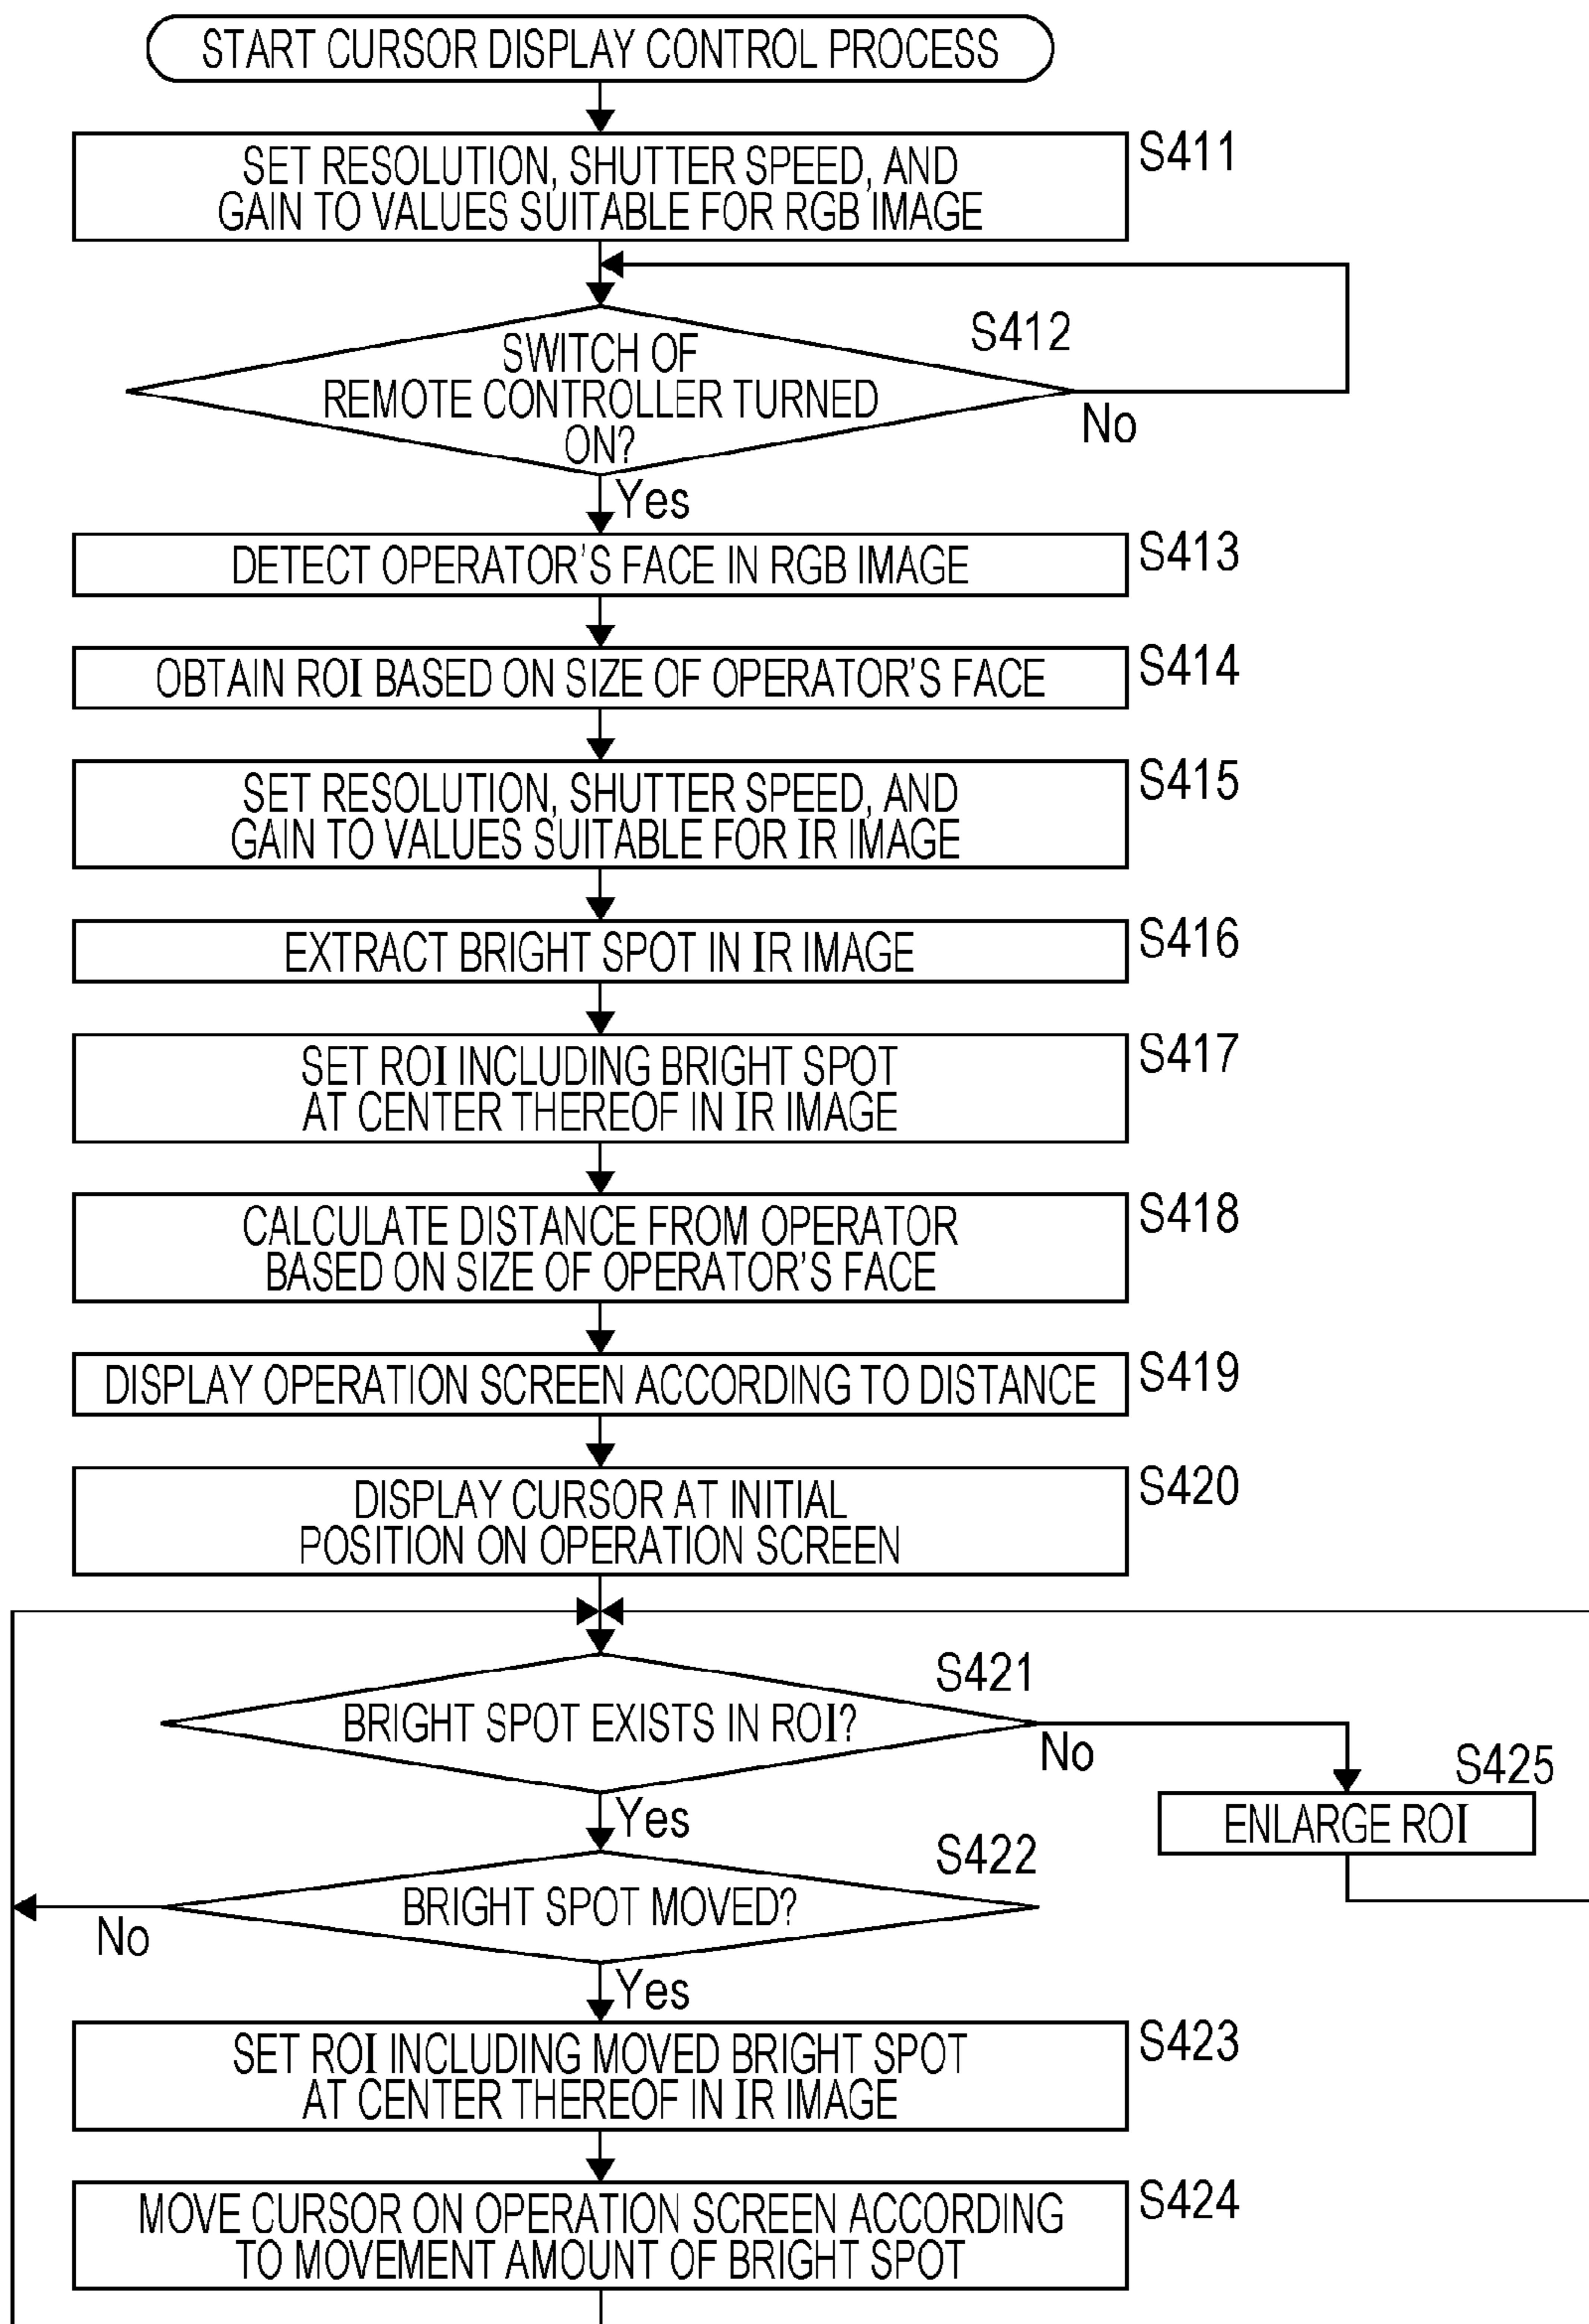 START CURSOR DISPLAY CONTROL PROCESS
S411
SET RESOLUTION, SHUTTER SPEED, AND
GAIN TO VALUES SUITABLE FOR RGB IMAGE
S412
SWITCH OF
REMOTE CONTROLLER TURNED
ON?
No
Yes
S413
DETECT OPERATOR'S FACE IN RGB IMAGE
S414
OBTAIN ROI BASED ON SIZE OF OPERATOR'S FACE
S415
SET RESOLUTION, SHUTTER SPEED, AND
GAIN TO VALUES SUITABLE FOR IR IMAGE
S416
EXTRACT BRIGHT SPOT IN IR IMAGE
S417
SET ROI INCLUDING BRIGHT SPOT
AT CENTER THEREOF IN IR IMAGE
S418
CALCULATE DISTANCE FROM OPERATOR
BASED ON SIZE OF OPERATOR'S FACE
S419
DISPLAY OPERATION SCREEN ACCORDING TO DISTANCE
S420
DISPLAY CURSOR AT INITIAL
POSITION ON OPERATION SCREEN
S421
BRIGHT SPOT EXISTS IN ROI?
No
S425
ENLARGE ROI
Yes
S422
BRIGHT SPOT MOVED?
No
Yes
S423
SET ROI INCLUDING MOVED BRIGHT SPOT
AT CENTER THEREOF IN IR IMAGE
S424
MOVE CURSOR ON OPERATION SCREEN ACCORDING
TO MOVEMENT AMOUNT OF BRIGHT SPOT